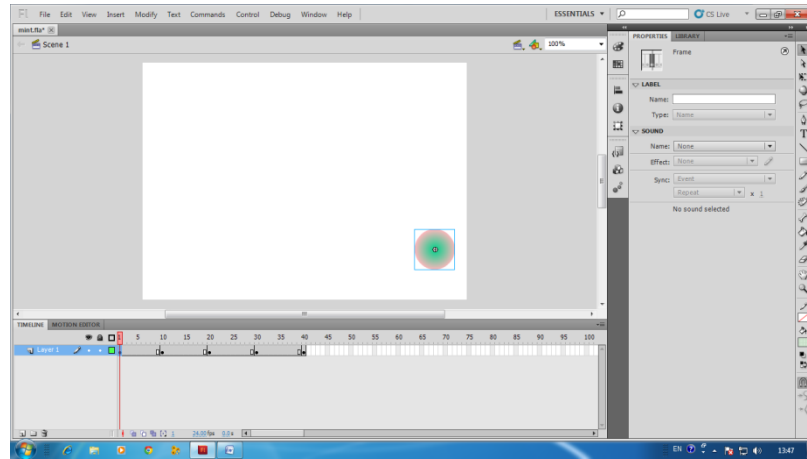 Fl File Edit View Insert Modify Text Commands Control Debug Window Help ESSENTIALS CS Live
mint.fla*
Scene 1 100%
PROPERTIES LIBRARY
Frame
LABEL
Name:
Type: Name
SOUND
Name: None
Effect: None
Sync: Event
Repeat x 1
No sound selected
TIMELINE MOTION EDITOR
1 5 10 15 20 25 30 35 40 45 50 55 60 65 70 75 80 85 90 95 100
Layer 1
1 24.00fps 0.0s
EN 13:47